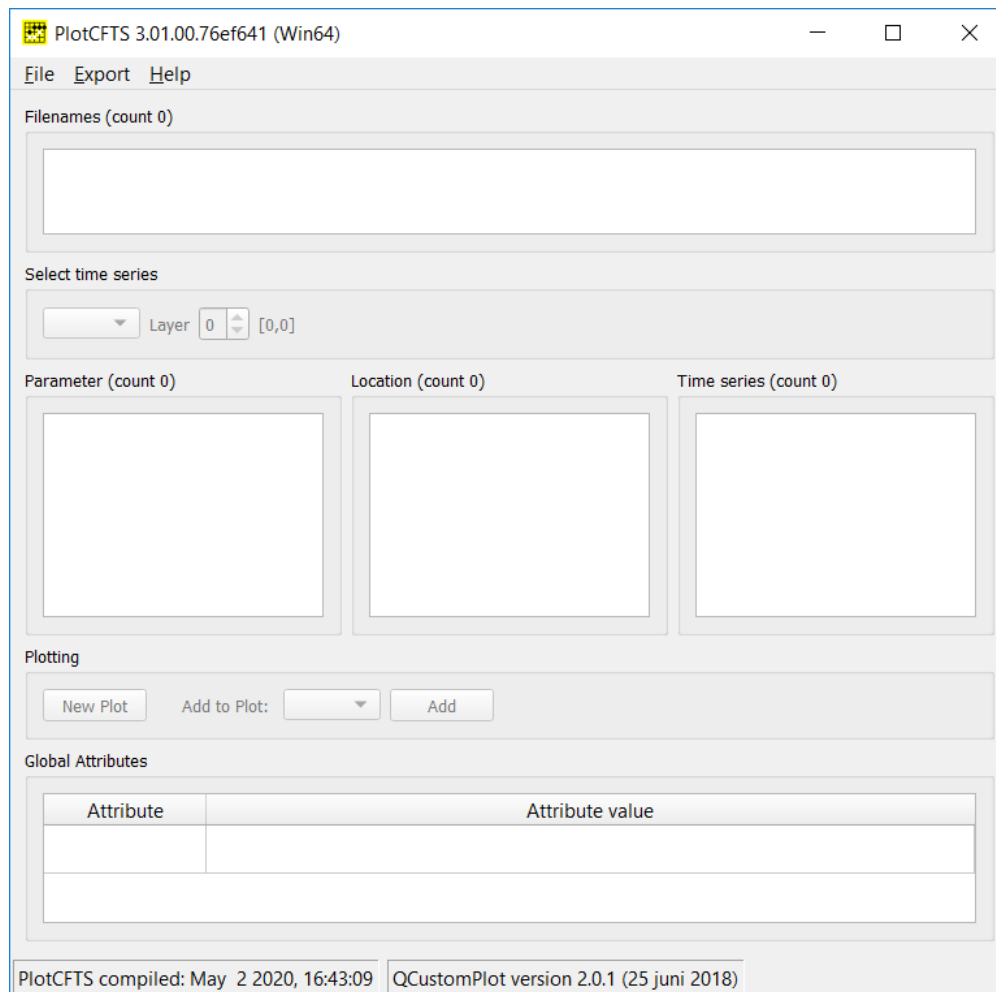 PlotCFTS 3.01.00.76ef641 (Win64)
File Export Help
Filenames (count 0)
Select time series
Layer 0 [0,0]
Parameter (count 0) Location (count 0) Time series (count 0)
Plotting
New Plot Add to Plot: Add
Global Attributes
Attribute Attribute value
PlotCFTS compiled: May  2 2020, 16:43:09 QCustomPlot version 2.0.1 (25 juni 2018)